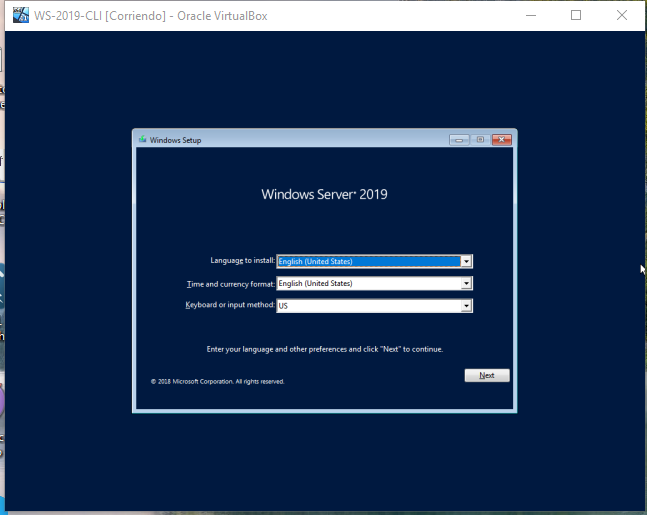 WS-2019-CLI [Corriendo] - Oracle VirtualBox
Windows Setup
Windows Server® 2019
Language to install: English (United States)
Time and currency format: English (United States)
Keyboard or input method: US
Enter your language and other preferences and click "Next" to continue.
© 2018 Microsoft Corporation. All rights reserved.
Next